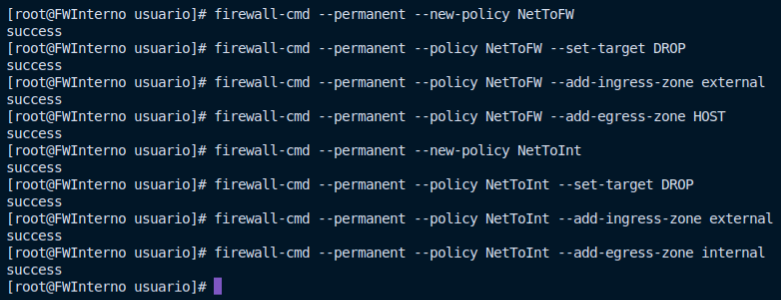 [root@FWInterno usuario]# firewall-cmd --permanent --new-policy NetToFW
success
[root@FWInterno usuario]# firewall-cmd --permanent --policy NetToFW --set-target DROP
success
[root@FWInterno usuario]# firewall-cmd --permanent --policy NetToFW --add-ingress-zone external
success
[root@FWInterno usuario]# firewall-cmd --permanent --policy NetToFW --add-egress-zone HOST
success
[root@FWInterno usuario]# firewall-cmd --permanent --new-policy NetToInt
success
[root@FWInterno usuario]# firewall-cmd --permanent --policy NetToInt --set-target DROP
success
[root@FWInterno usuario]# firewall-cmd --permanent --policy NetToInt --add-ingress-zone external
success
[root@FWInterno usuario]# firewall-cmd --permanent --policy NetToInt --add-egress-zone internal
success
[root@FWInterno usuario]#